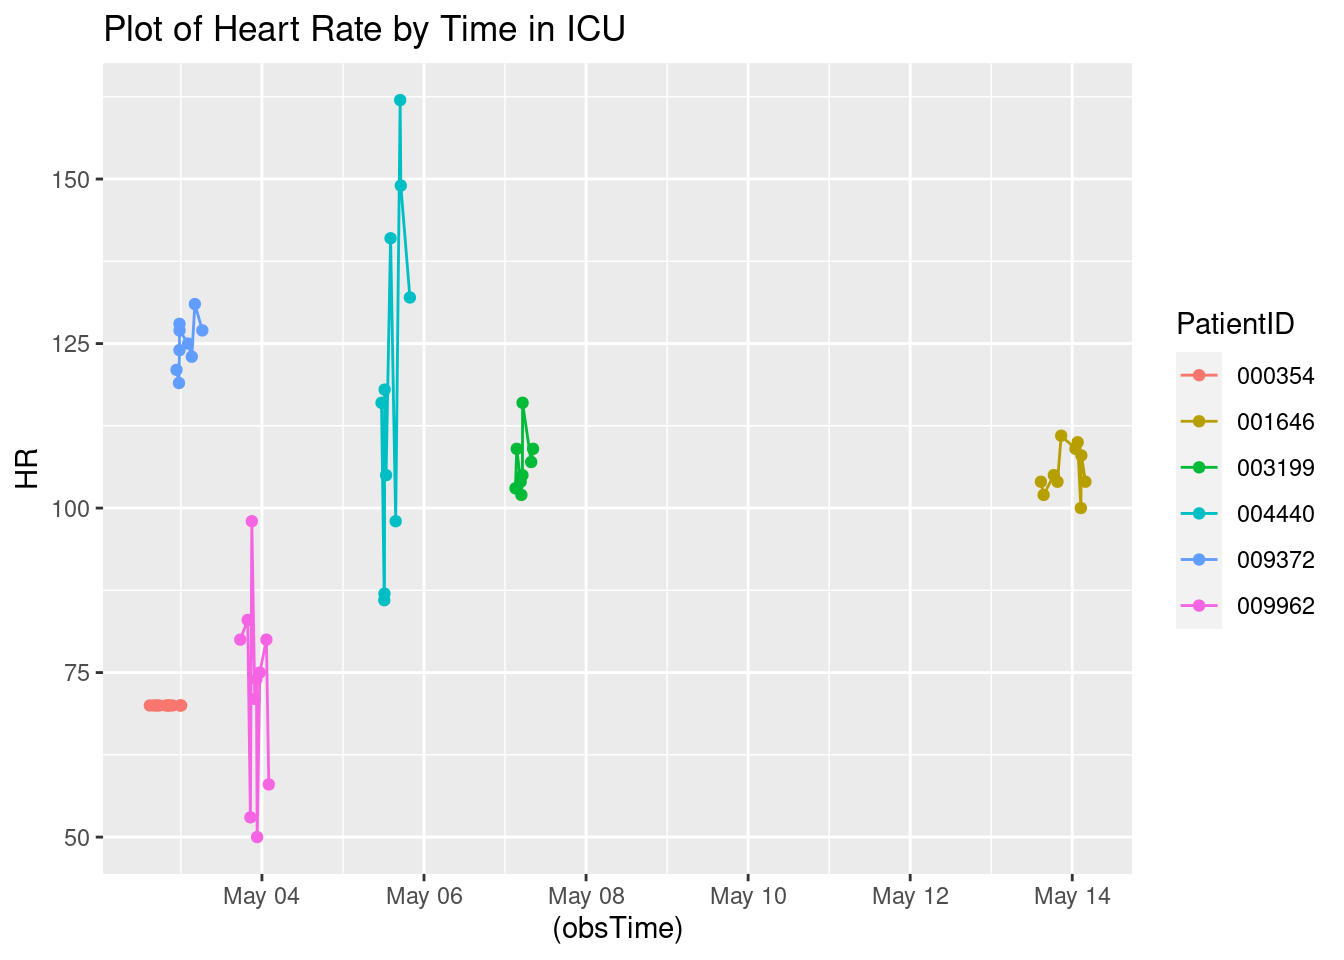 Plot of Heart Rate by Time in ICU
HR
150
125
100
75
50
May 04
May 06
May 08
May 10
May 12
May 14
(obsTime)
PatientID
000354
001646
003199
004440
009372
009962